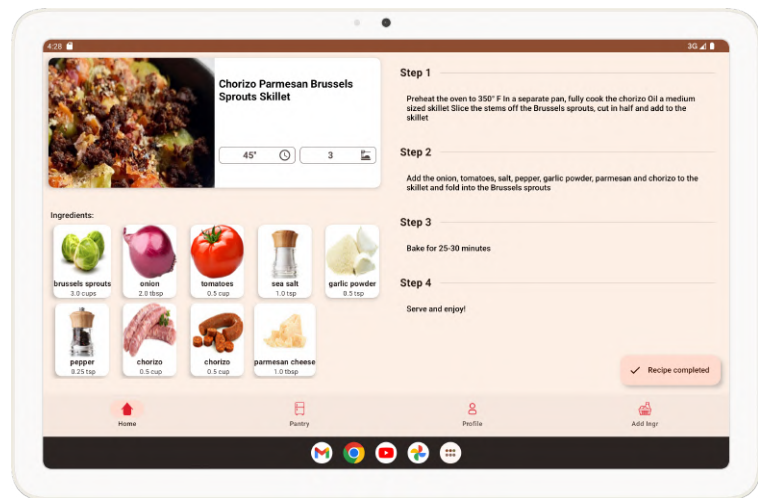 4:28
3G
Chorizo Parmesan Brussels
Sprouts Skillet
45"
3
Ingredients:
brussels sprouts
3.0 cups
onion
2.0 tbsp
tomatoes
0.5 cup
sea salt
1.0 tsp
garlic powder
0.5 tsp
pepper
0.25 tsp
chorizo
0.5 cup
chorizo
0.5 cup
parmesan cheese
1.0 tbsp
Step 1
Preheat the oven to 350° F In a separate pan, fully cook the chorizo Oil a medium
sized skillet Slice the stems off the Brussels sprouts, cut in half and add to the
skillet
Step 2
Add the onion, tomatoes, salt, pepper, garlic powder, parmesan and chorizo to the
skillet and fold into the Brussels sprouts
Step 3
Bake for 25-30 minutes
Step 4
Serve and enjoy!
Recipe completed
Home
Pantry
Profile
Add Ingr